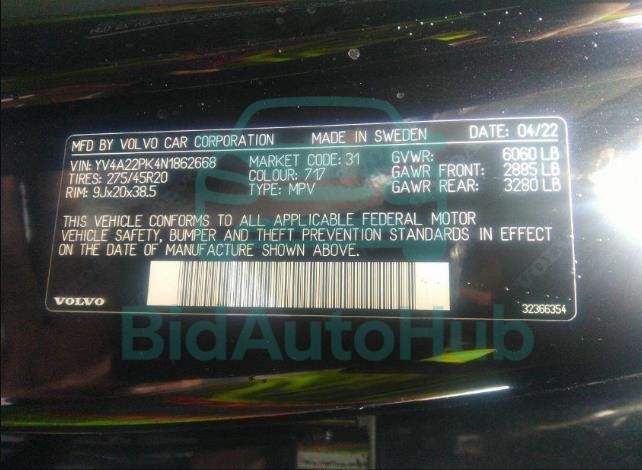 MFD BY VOLVO CAR CORPORATION MADE IN SWEDEN DATE: 04/22
VIN: YV4A22PK4N1862668 MARKET CODE: 31 GVWR: 6060 LB
TIRES: 275/45R20 COLOUR: 717 GAWR FRONT: 2885 LB
RIM: 9Jx20x38.5 TYPE: MPV GAWR REAR: 3280 LB
THIS VEHICLE CONFORMS TO ALL APPLICABLE FEDERAL MOTOR
VEHICLE SAFETY, BUMPER AND THEFT PREVENTION STANDARDS IN EFFECT
ON THE DATE OF MANUFACTURE SHOWN ABOVE.
VOLVO 32366354
BidAutoHub